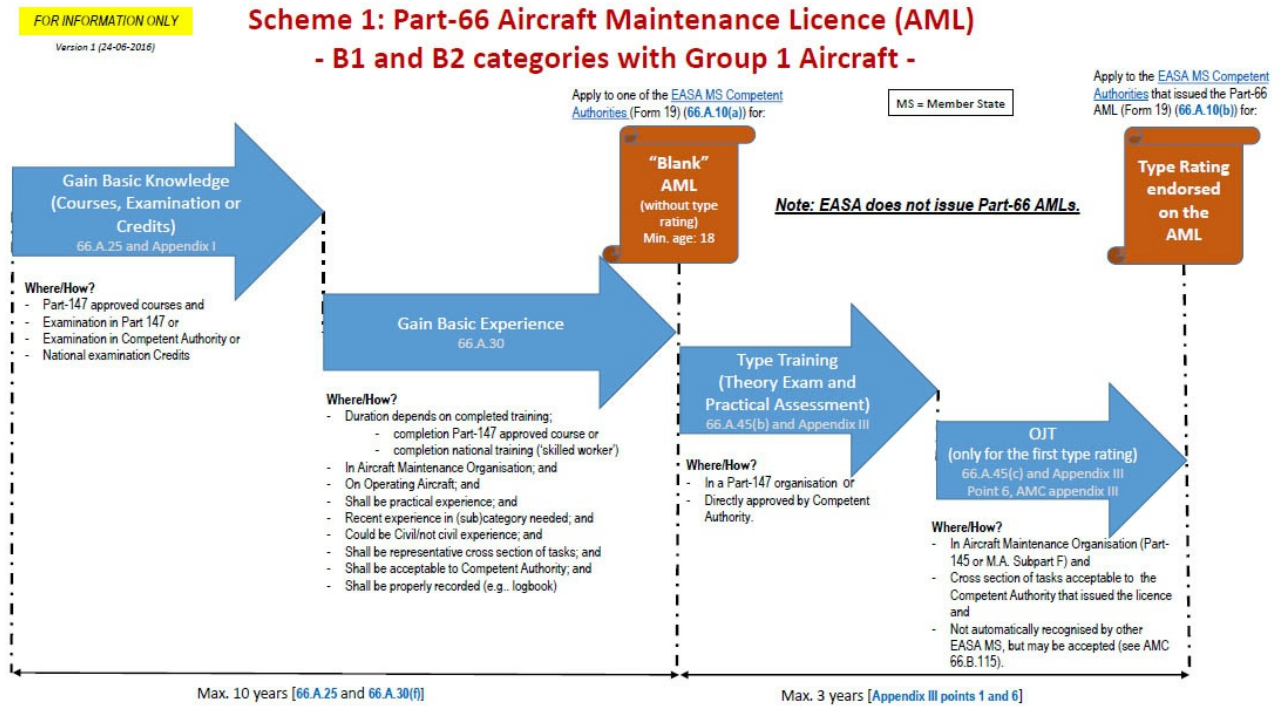 FOR INFORMATION ONLY
Version 1 (24-06-2016)
Scheme 1: Part-66 Aircraft Maintenance Licence (AML)
- B1 and B2 categories with Group 1 Aircraft -
Apply to one of the EASA MS Competent
Authorities (Form 19) (66.A.10(a)) for:
MS = Member State
Apply to the EASA MS Competent
Authorities that issued the Part-66
AML (Form 19) (66.A.10(b)) for:
"Blank"
AML
(without type
rating)
Min. age: 18
Note: EASA does not issue Part-66 AMLs.
Type Rating
endorsed
on the
AML
Gain Basic Knowledge
(Courses, Examination or
Credits)
66.A.25 and Appendix I
Where/How?
- Part-147 approved courses and
- Examination in Part 147 or
- Examination in Competent Authority or
- National examination Credits
Gain Basic Experience
66.A.30
Where/How?
- Duration depends on completed training;
- completion Part-147 approved course or
- completion national training ('skilled worker')
- In Aircraft Maintenance Organisation; and
- On Operating Aircraft; and
- Shall be practical experience; and
- Recent experience in (sub)category needed; and
- Could be Civil/not civil experience; and
- Shall be representative cross section of tasks; and
- Shall be acceptable to Competent Authority; and
- Shall be properly recorded (e.g.. logbook)
Type Training
(Theory Exam and
Practical Assessment)
66.A.45(b) and Appendix III
Where/How?
- In a Part-147 organisation or
- Directly approved by Competent
Authority.
OJT
(only for the first type rating)
66.A.45(c) and Appendix III
Point 6, AMC appendix III
Where/How?
- In Aircraft Maintenance Organisation (Part-
145 or M.A. Subpart F) and
- Cross section of tasks acceptable to the
Competent Authority that issued the licence
and
- Not automatically recognised by other
EASA MS, but may be accepted (see AMC
66.B.115).
Max. 10 years [66.A.25 and 66.A.30(f)]
Max. 3 years [Appendix III points 1 and 6]